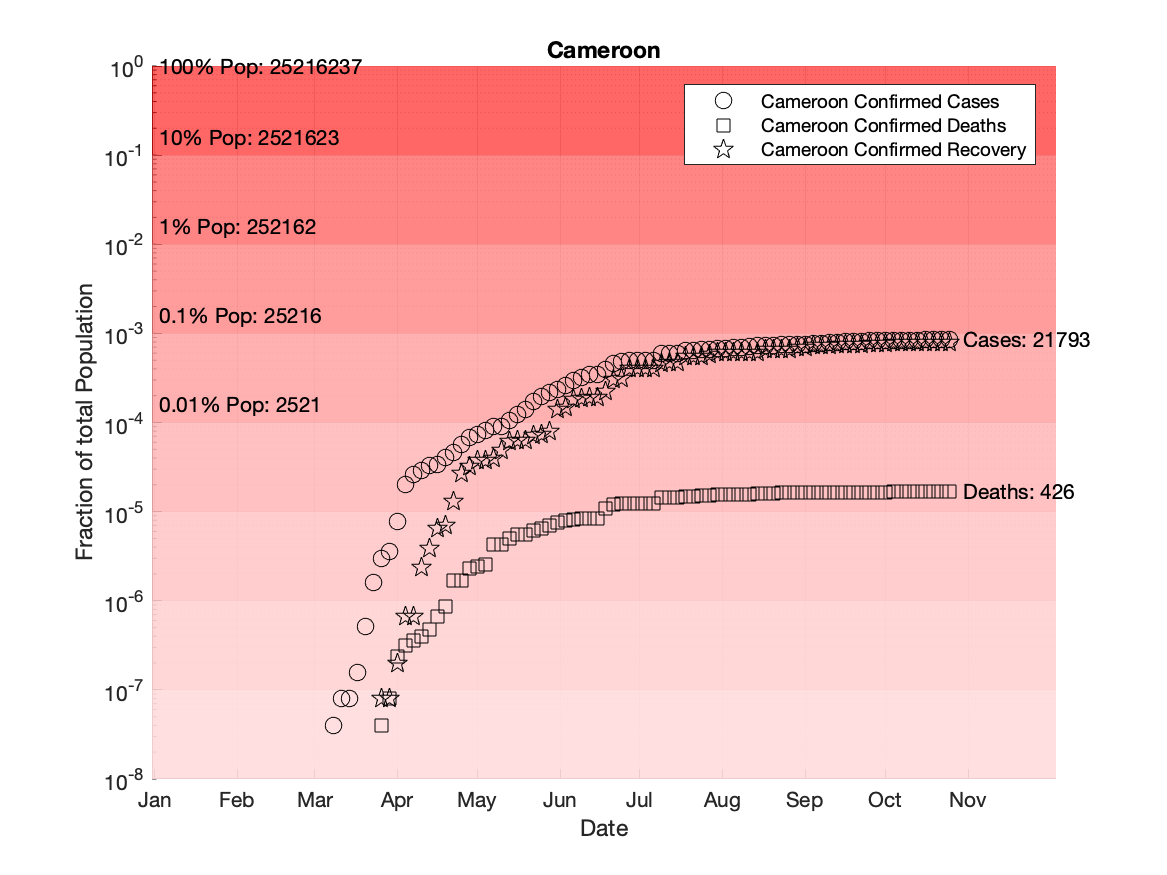 Cameroon
10^0
100% Pop: 25216237
Cameroon Confirmed Cases
Cameroon Confirmed Deaths
Cameroon Confirmed Recovery
10% Pop: 2521623
10^-1
1% Pop: 252162
10^-2
0.1% Pop: 25216
10^-3
Cases: 21793
0.01% Pop: 2521
10^-4
Deaths: 426
10^-5
10^-6
10^-7
10^-8
Fraction of total Population
Jan Feb Mar Apr May Jun Jul Aug Sep Oct Nov
Date